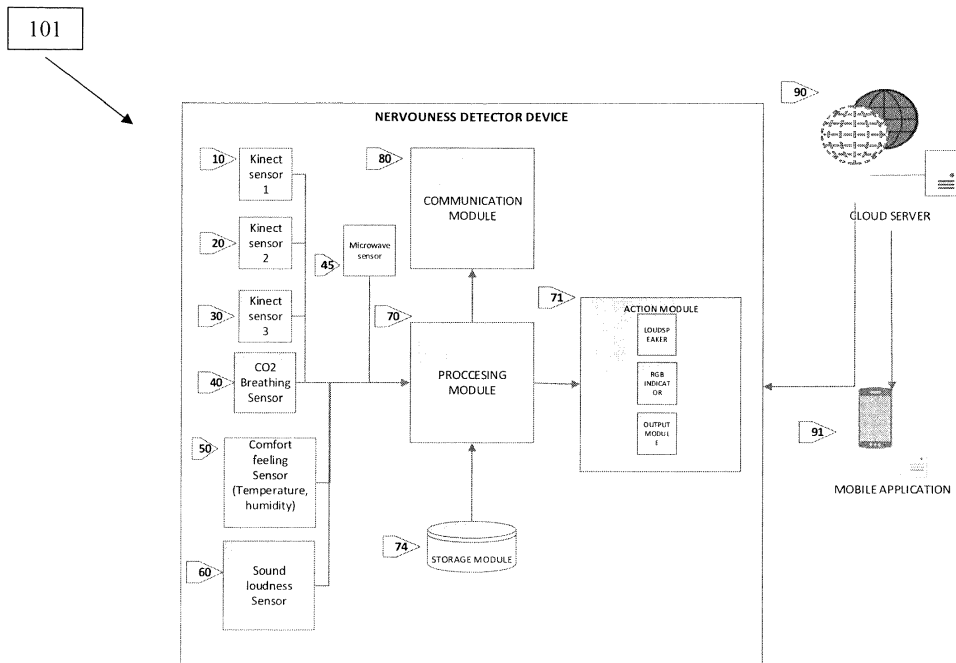 101
NERVOUNESS DETECTOR DEVICE
10
Kinect
sensor
1
20
Kinect
sensor
2
30
Kinect
sensor
3
40
CO2
Breathing
Sensor
50
Comfort
feeling
Sensor
(Temperature,
humidity)
60
Sound
loudness
Sensor
45
Microwave
sensor
80
COMMUNICATION
MODULE
70
PROCCESING
MODULE
74
STORAGE MODULE
71
ACTION MODULE
LOUDSP
EAKER
RGB
INDICAT
OR
OUTPUT
MODUL
E
90
CLOUD SERVER
91
MOBILE APPLICATION